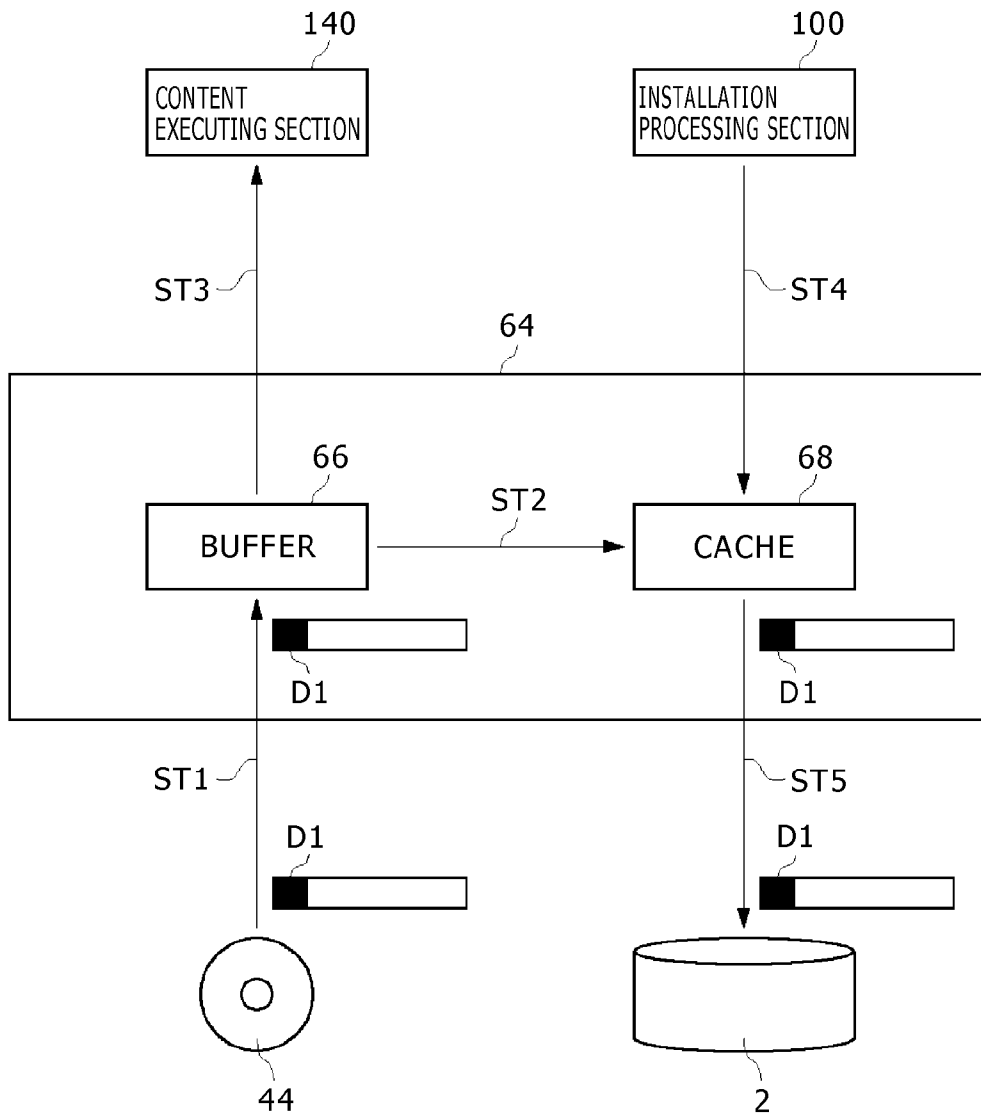 140
100
CONTENT
EXECUTING SECTION
INSTALLATION
PROCESSING SECTION
ST3
ST4
64
66
68
ST2
BUFFER
CACHE
D1
D1
ST1
ST5
D1
D1
44
2